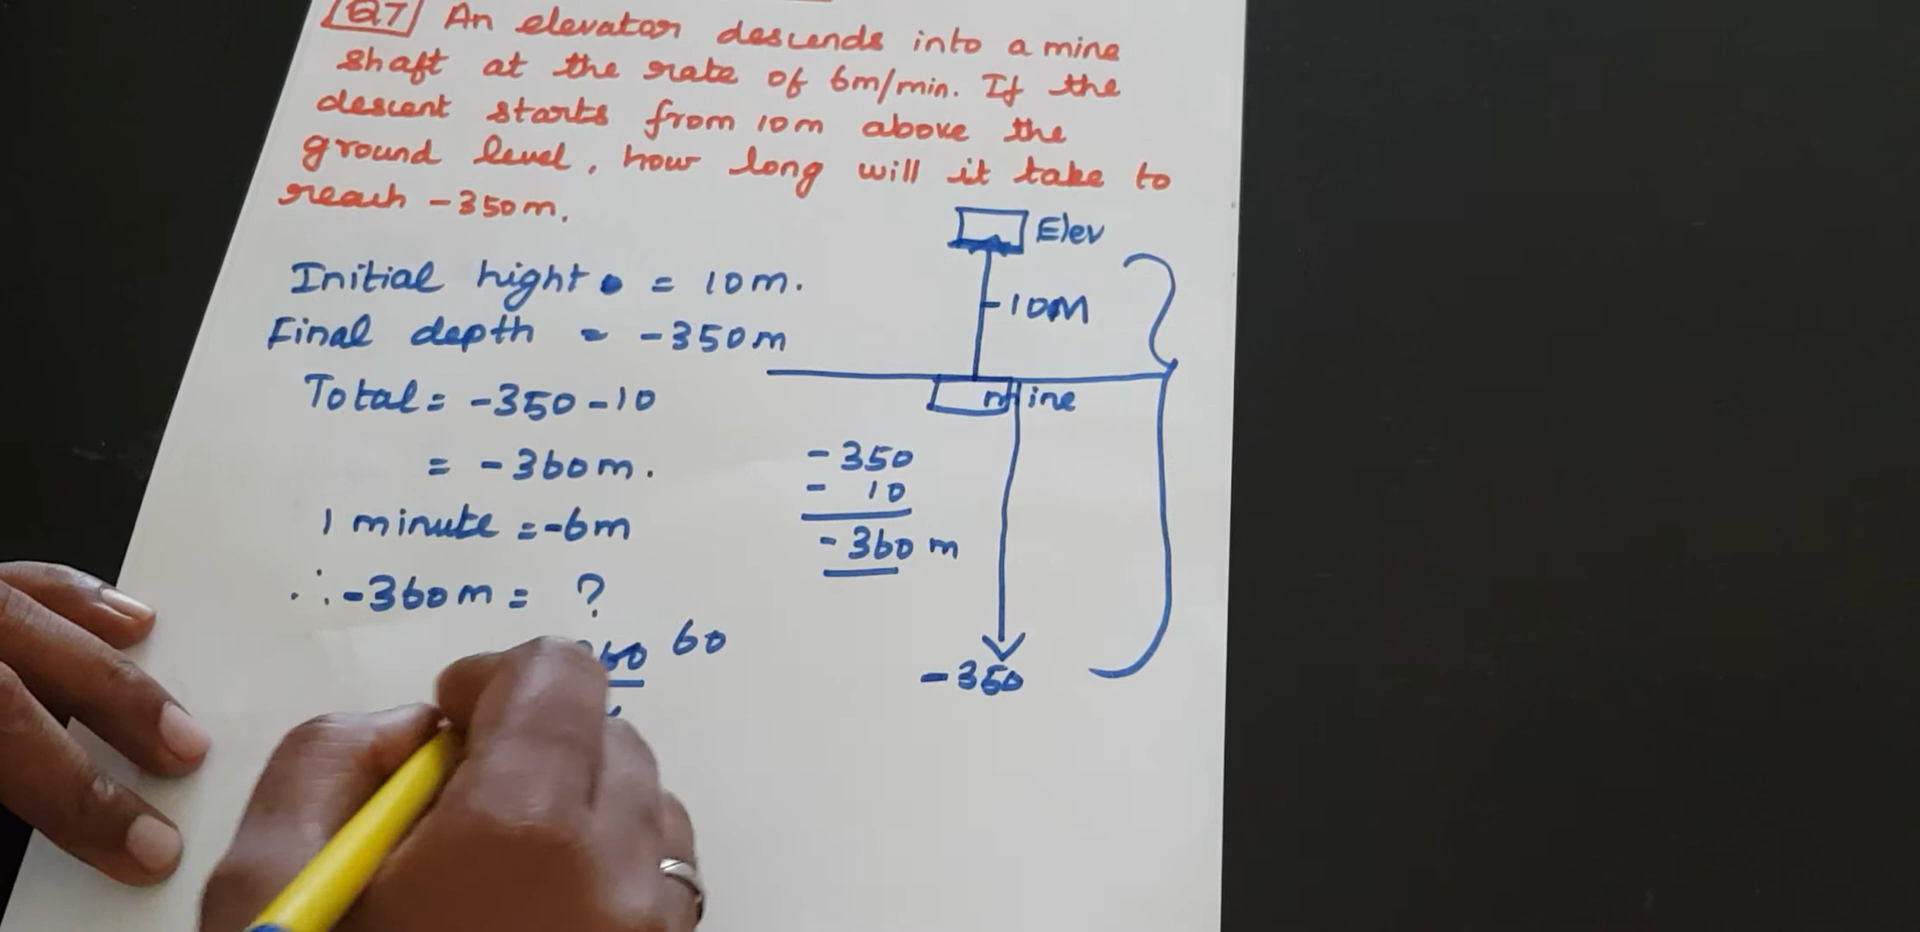 Q7 An elevator descends into a mine
shaft at the rate of 6m/min. If the
descent starts from 10m above the
ground level, how long will it take to
reach -350m.
Elev
Initial hight = 10m.
10M
Final depth = -350m
Total = -350-10
mine
= -360m.
-350
- 10
-360 m
1 minute = -6m
∴ -360m = ?
60
-350